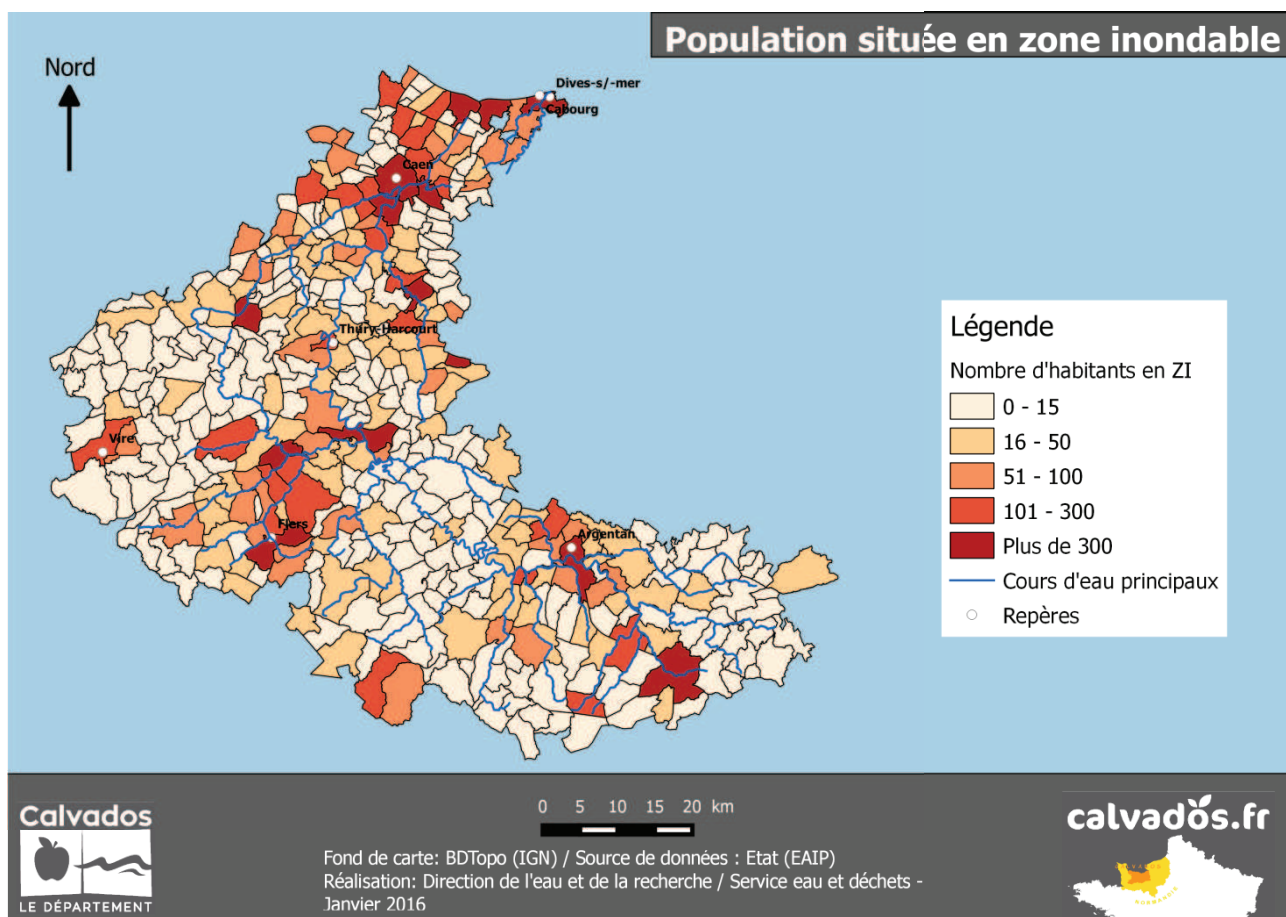 Population située en zone inondable
Nord
Dives-s/-mer
Cabourg
Caen
Thury-Harcourt
Vire
Flers
Argentan
Légende
Nombre d'habitants en ZI
0 - 15
16 - 50
51 - 100
101 - 300
Plus de 300
Cours d'eau principaux
Repères
Calvados
LE DÉPARTEMENT
0 5 10 15 20 km
Fond de carte: BDTopo (IGN) / Source de données : Etat (EAIP)
Réalisation: Direction de l'eau et de la recherche / Service eau et déchets -
Janvier 2016
calvados.fr
CALVADOS
NORMANDIE